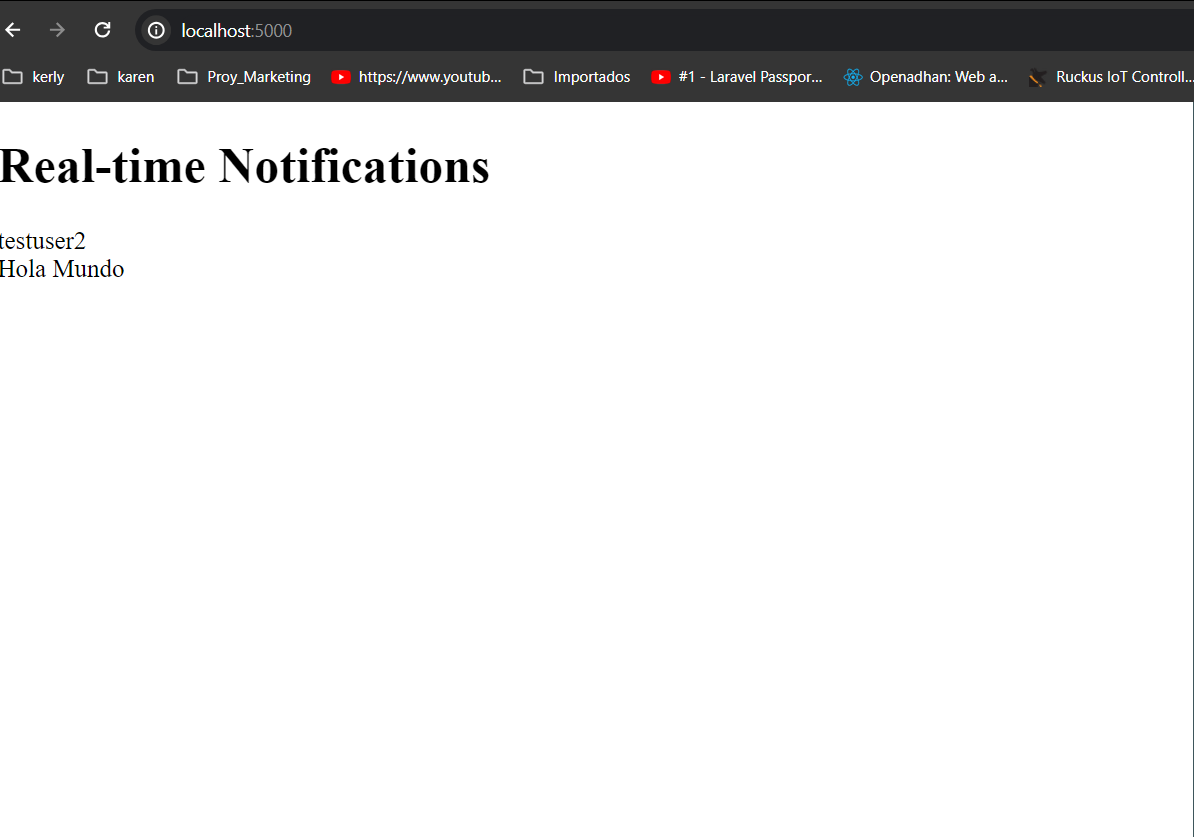 localhost:5000
kerly karen Proy_Marketing https://www.youtub... Importados #1 - Laravel Passpor... Openadhan: Web a... Ruckus IoT Controll...
Real-time Notifications
testuser2
Hola Mundo